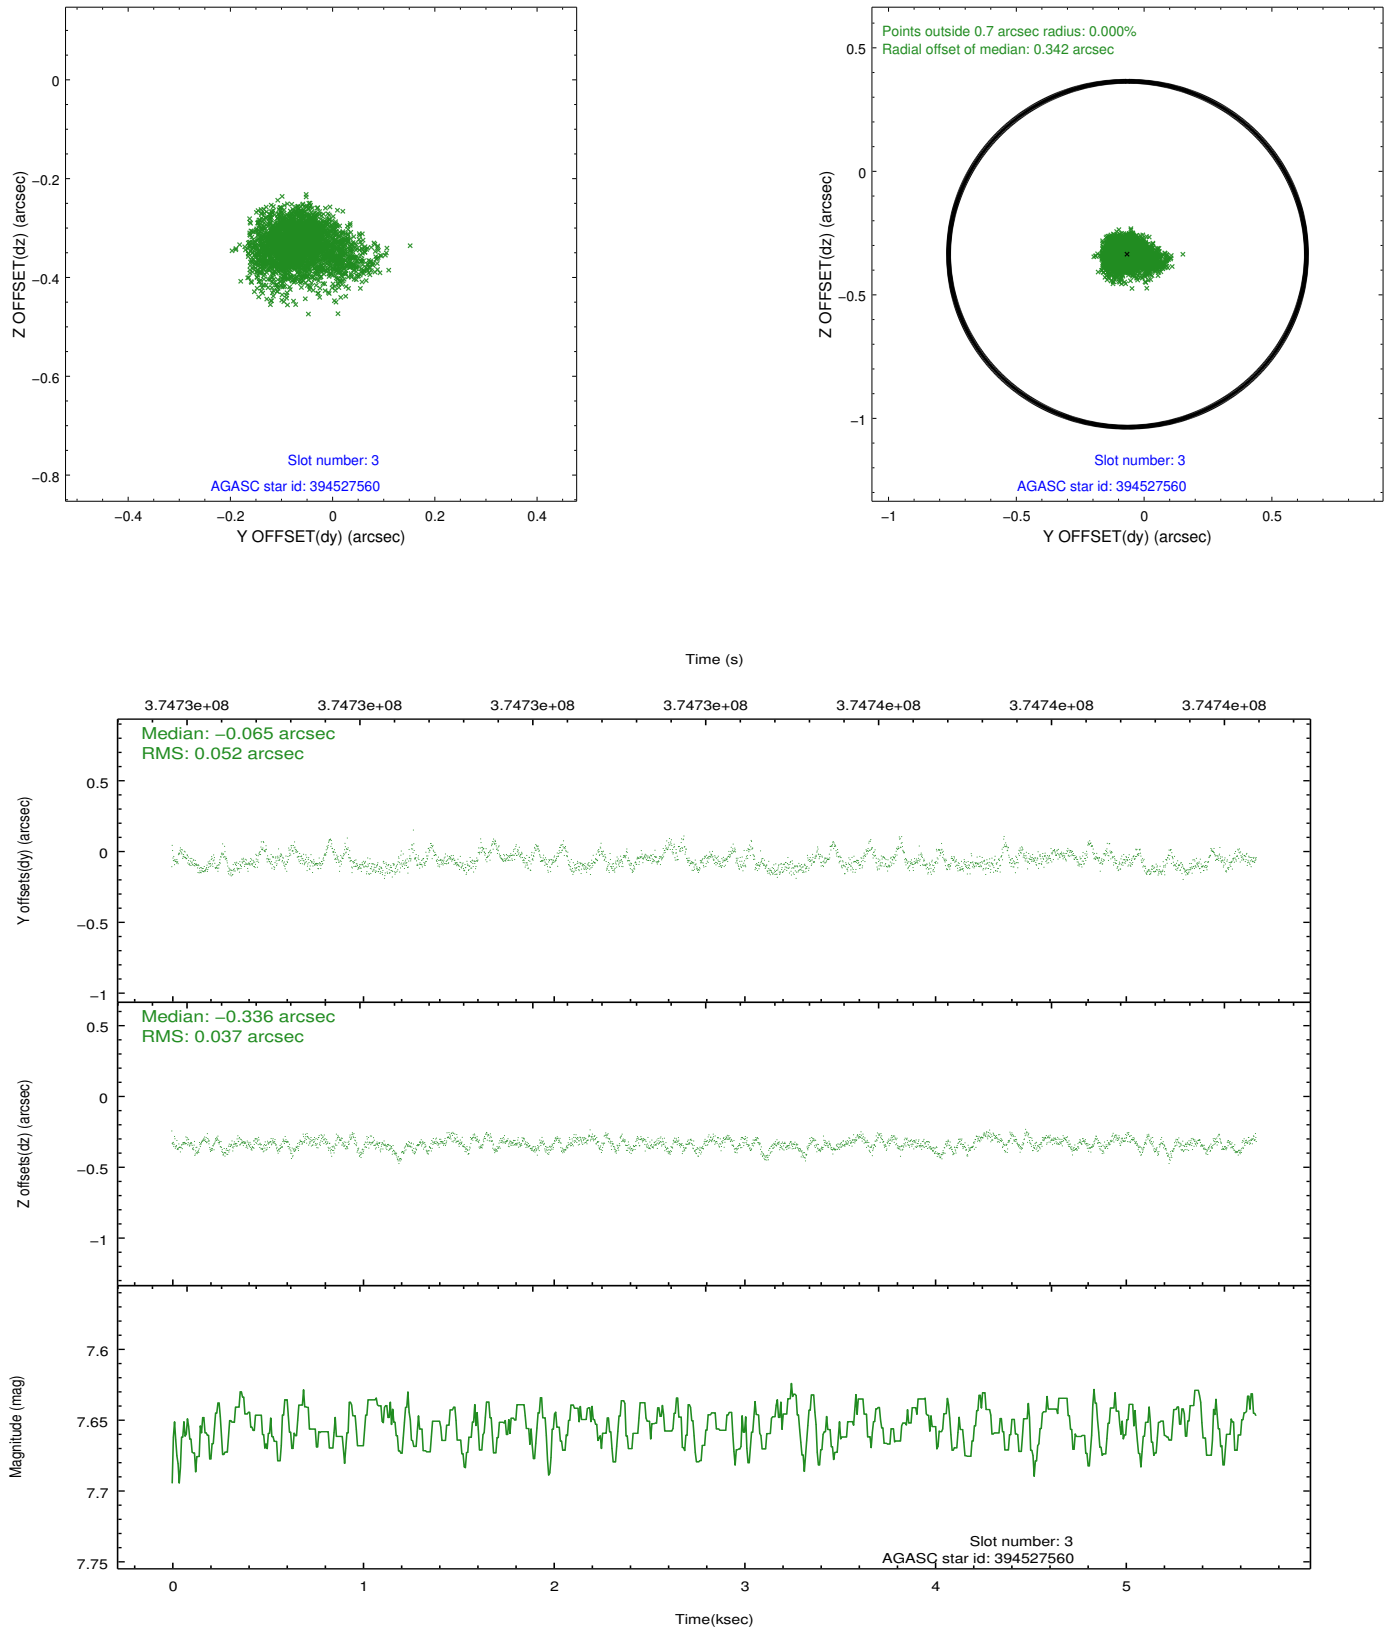 0
−0.2
−0.4
−0.6
−0.8
Z OFFSET(dz) (arcsec)
Slot number: 3
AGASC star id: 394527560
−0.4 −0.2 0 0.2 0.4
Y OFFSET(dy) (arcsec)
Points outside 0.7 arcsec radius: 0.000%
Radial offset of median: 0.342 arcsec
0.5
0
−0.5
−1
Z OFFSET(dz) (arcsec)
Slot number: 3
AGASC star id: 394527560
−1 −0.5 0 0.5
Y OFFSET(dy) (arcsec)
Time (s)
3.7473e+08 3.7473e+08 3.7473e+08 3.7473e+08 3.7474e+08 3.7474e+08 3.7474e+08
Median: −0.065 arcsec
RMS: 0.052 arcsec
0.5
0
−0.5
−1
Y offsets(dy) (arcsec)
Median: −0.336 arcsec
RMS: 0.037 arcsec
0.5
0
−0.5
−1
Z offsets(dz) (arcsec)
7.6
7.65
7.7
7.75
Magnitude (mag)
Slot number: 3
AGASC star id: 394527560
0 1 2 3 4 5
Time(ksec)